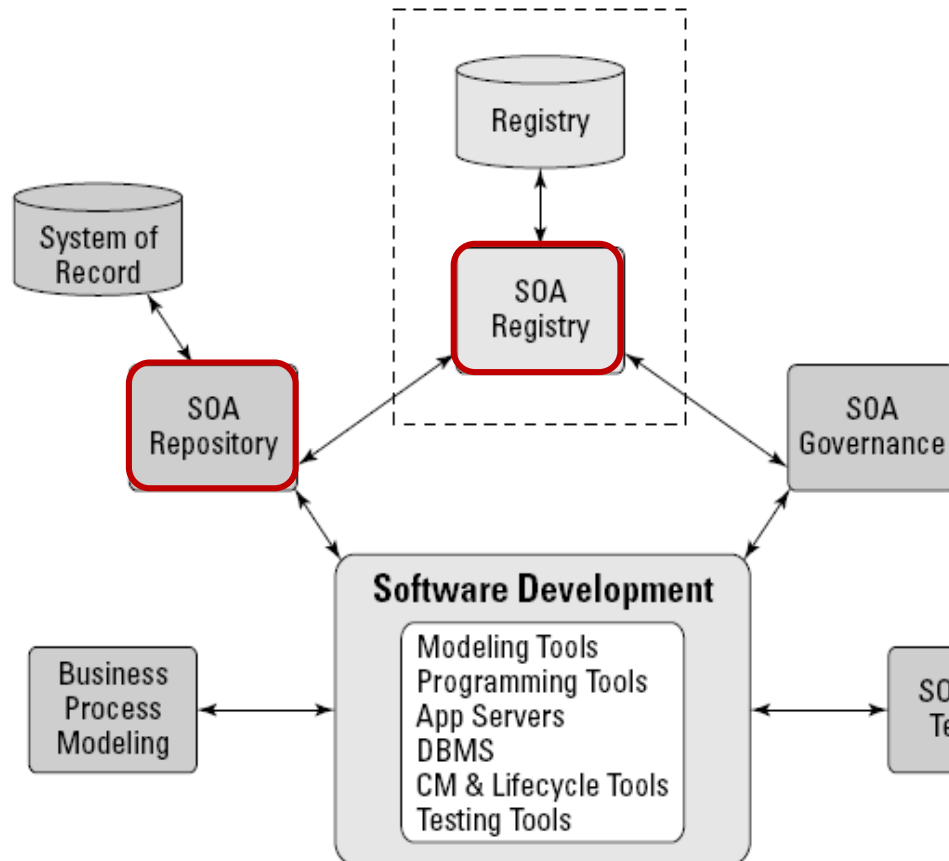 Registry
System of
Record
SOA
Registry
SOA
Repository
SOA
Governance
Software Development
Modeling Tools
Programming Tools
App Servers
DBMS
CM & Lifecycle Tools
Testing Tools
Business
Process
Modeling